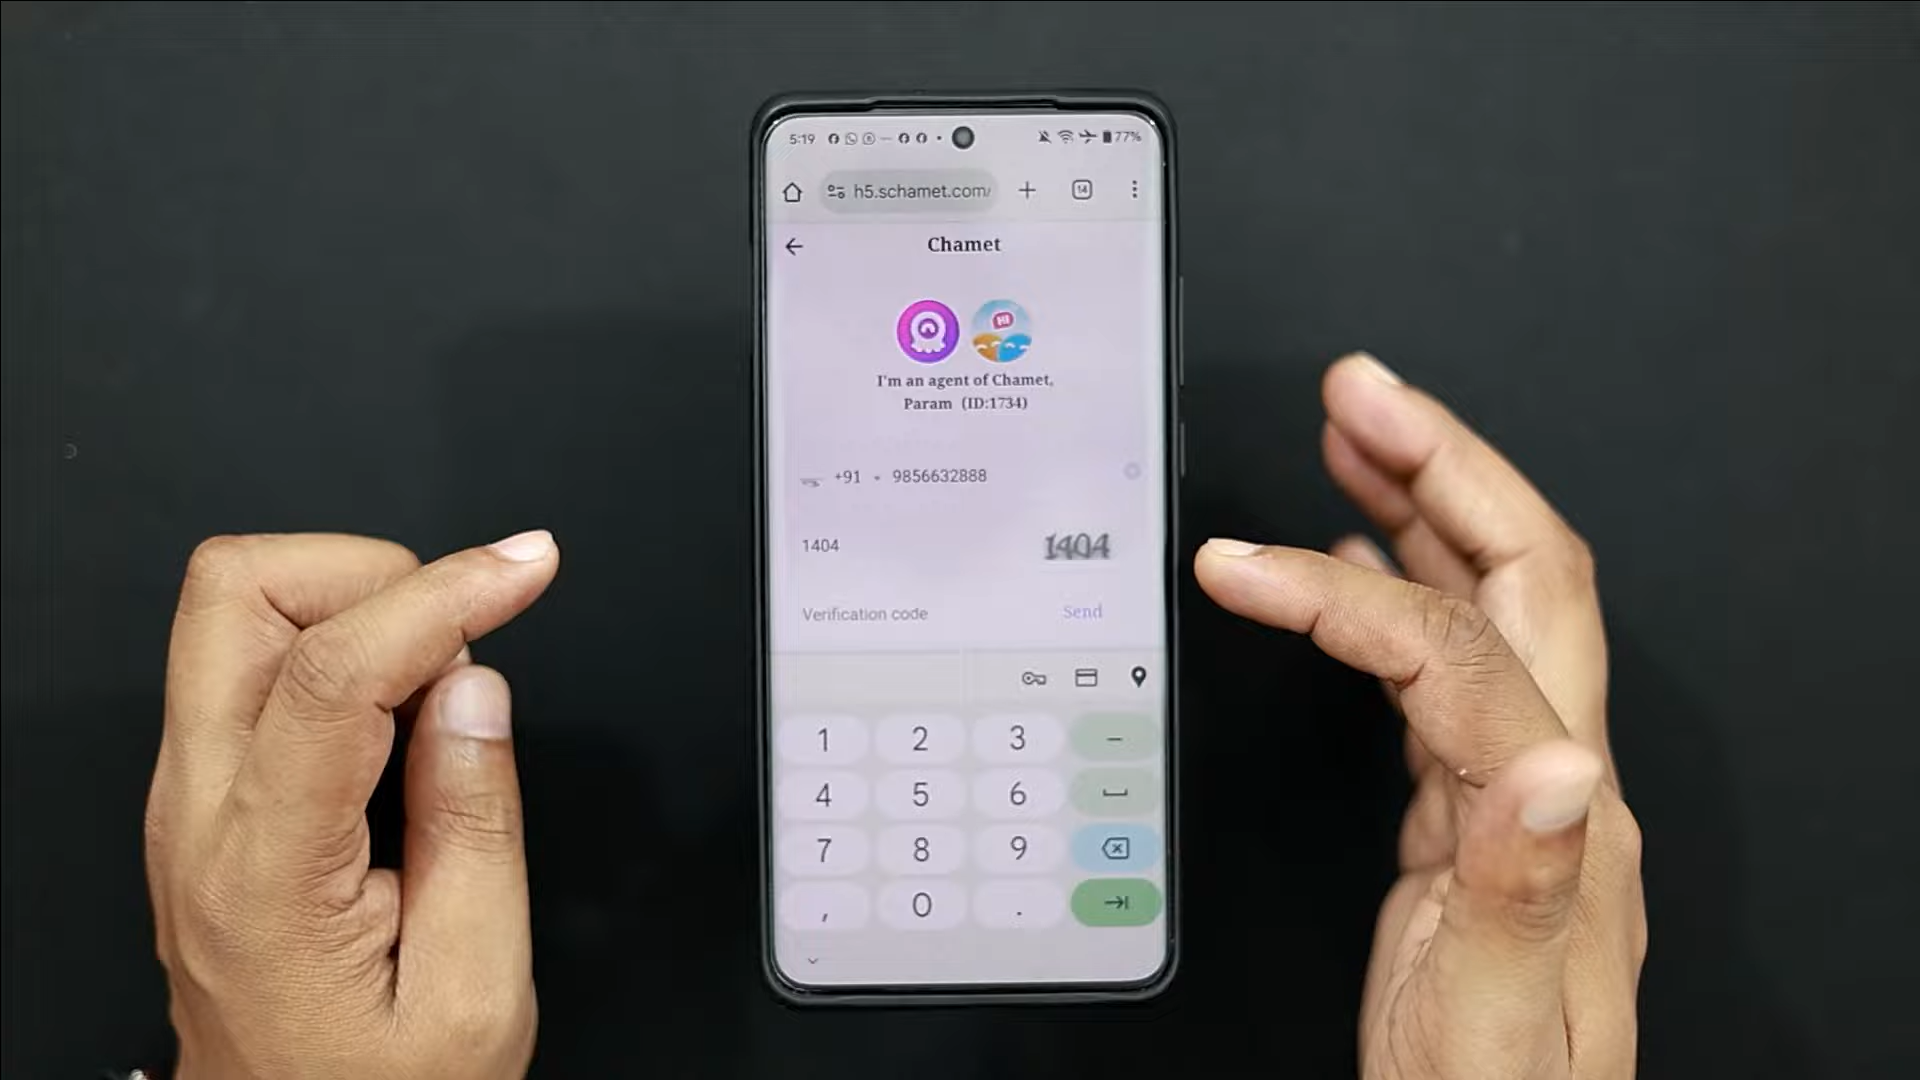 5:19
77%
h5.schamet.com/
14
Chamet
HI
I'm an agent of Chamet,
Param (ID:1734)
+91 9856632888
1404
1404
Verification code
Send
1 2 3 –
4 5 6
7 8 9
, 0 .